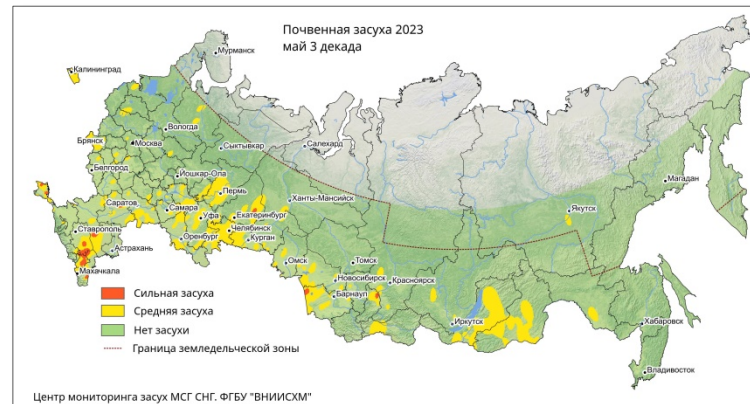 Почвенная засуха 2023
май 3 декада
Мурманск
Калининград
Вологда
Брянск
Москва
Сыктывкар
Салехард
Магадан
Белгород
Йошкар-Ола
Пермь
Ханты-Мансийск
Якутск
Саратов
Самара
Екатеринбург
Уфа
Ставрополь
Челябинск
Оренбург
Курган
Астрахань
Омск
Томск
Махачкала
Новосибирск
Красноярск
Барнаул
Иркутск
Хабаровск
Владивосток
Сильная засуха
Средняя засуха
Нет засухи
Граница земледельческой зоны
Центр мониторинга засух МСГ СНГ. ФГБУ "ВНИИСХМ"